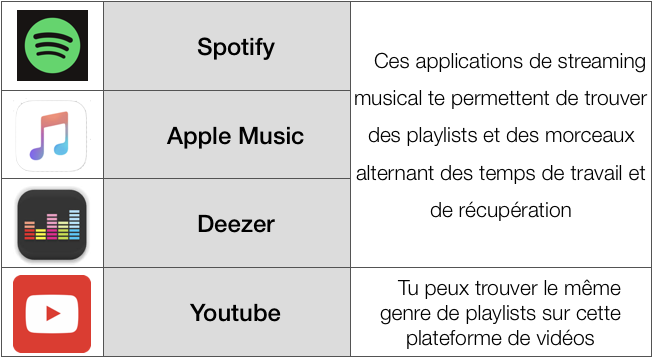 Spotify
Apple Music
Deezer
Ces applications de streaming
musical te permettent de trouver
des playlists et des morceaux
alternant des temps de travail et
de récupération
Youtube
Tu peux trouver le même
genre de playlists sur cette
plateforme de vidéos